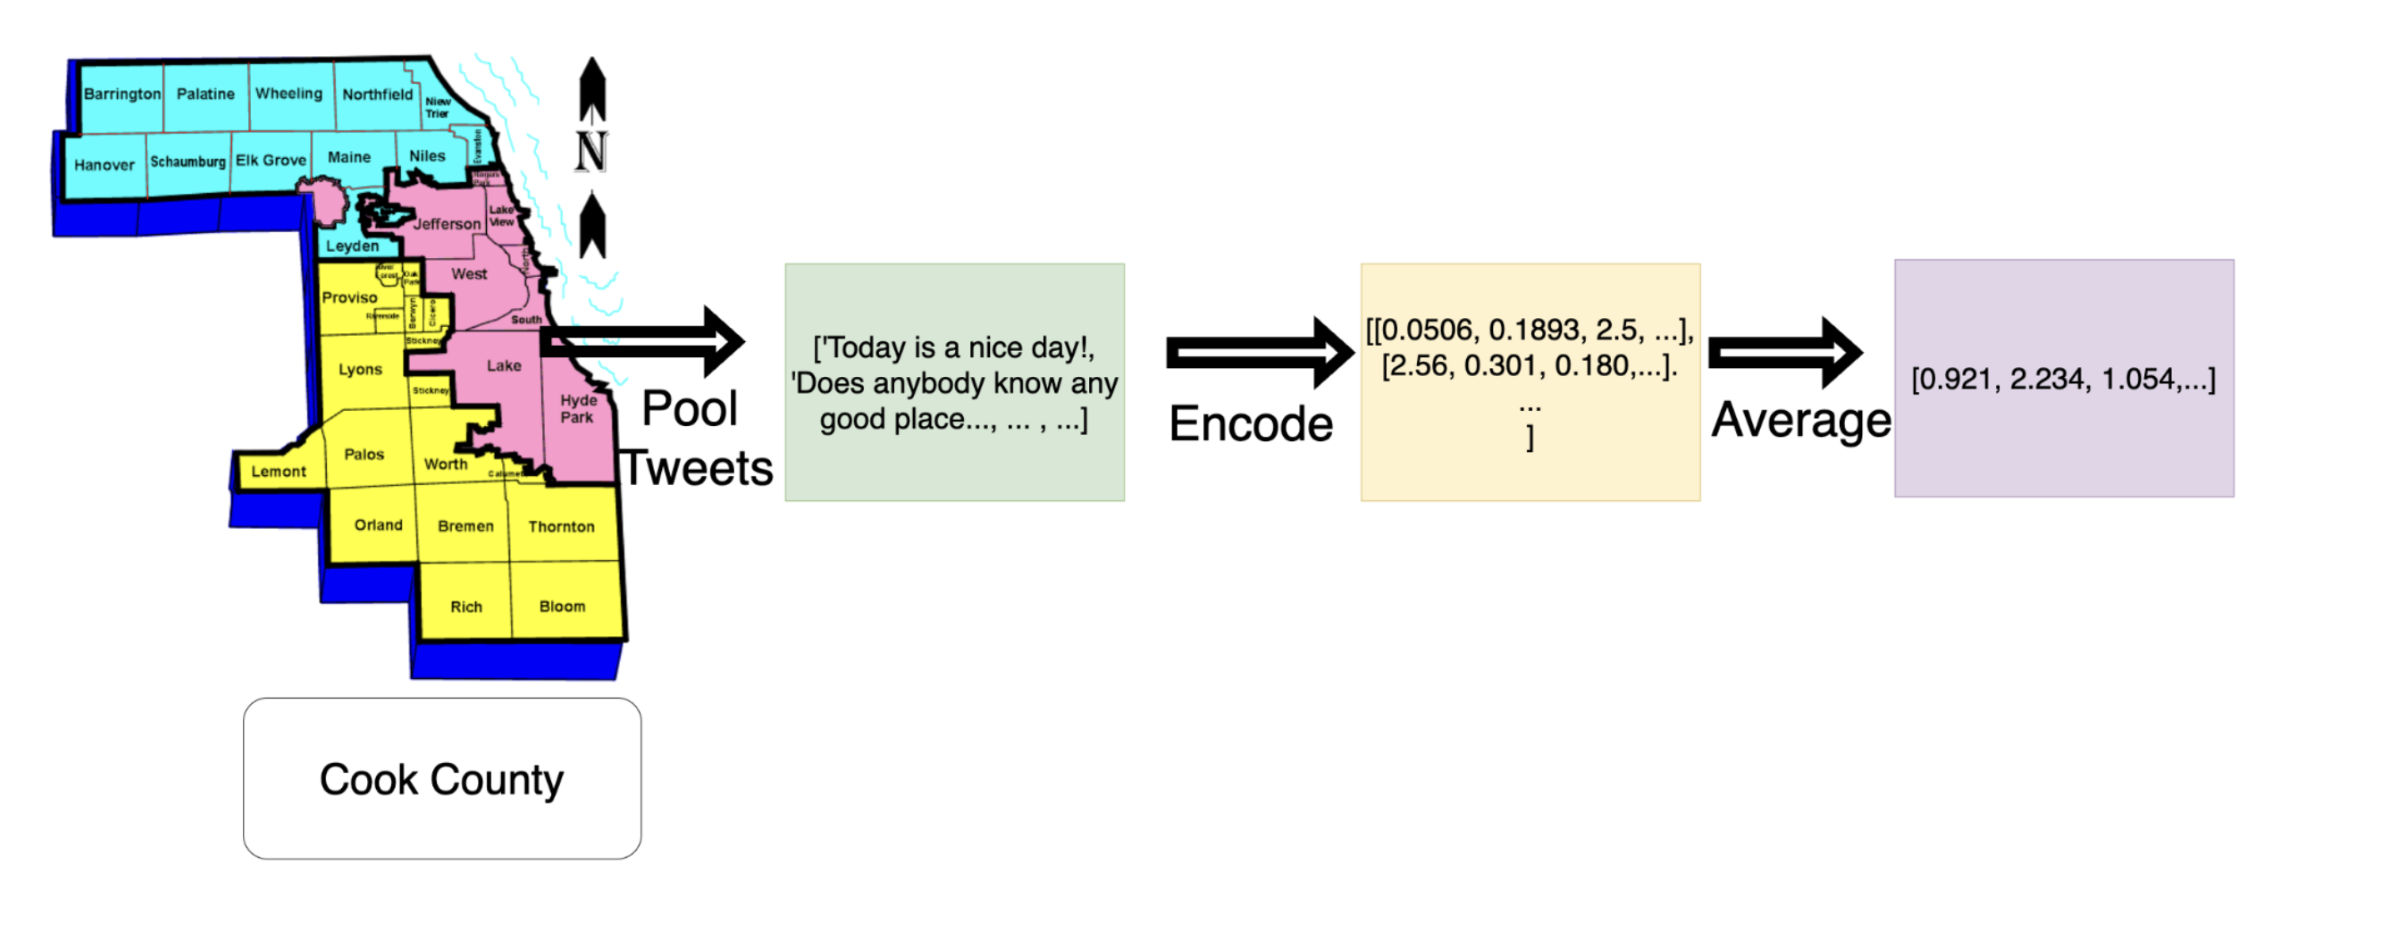 Barrington
Palatine
Wheeling
Northfield
Niew
Trier
Hanover
Schaumburg
Elk Grove
Maine
Niles
Evanston
N
Jefferson
Lake
View
Leyden
West
North
Oak
Park
Proviso
Riverside
Berwyn
Cicero
South
Stickney
Lyons
Lake
Stickney
Hyde
Park
Palos
Worth
Calumet
Lemont
Orland
Bremen
Thornton
Rich
Bloom
Cook County
Pool
Tweets
['Today is a nice day!,
'Does anybody know any
good place..., ... , ...]
Encode
[[0.0506, 0.1893, 2.5, ...],
[2.56, 0.301, 0.180,...].
...
]
Average
[0.921, 2.234, 1.054,...]